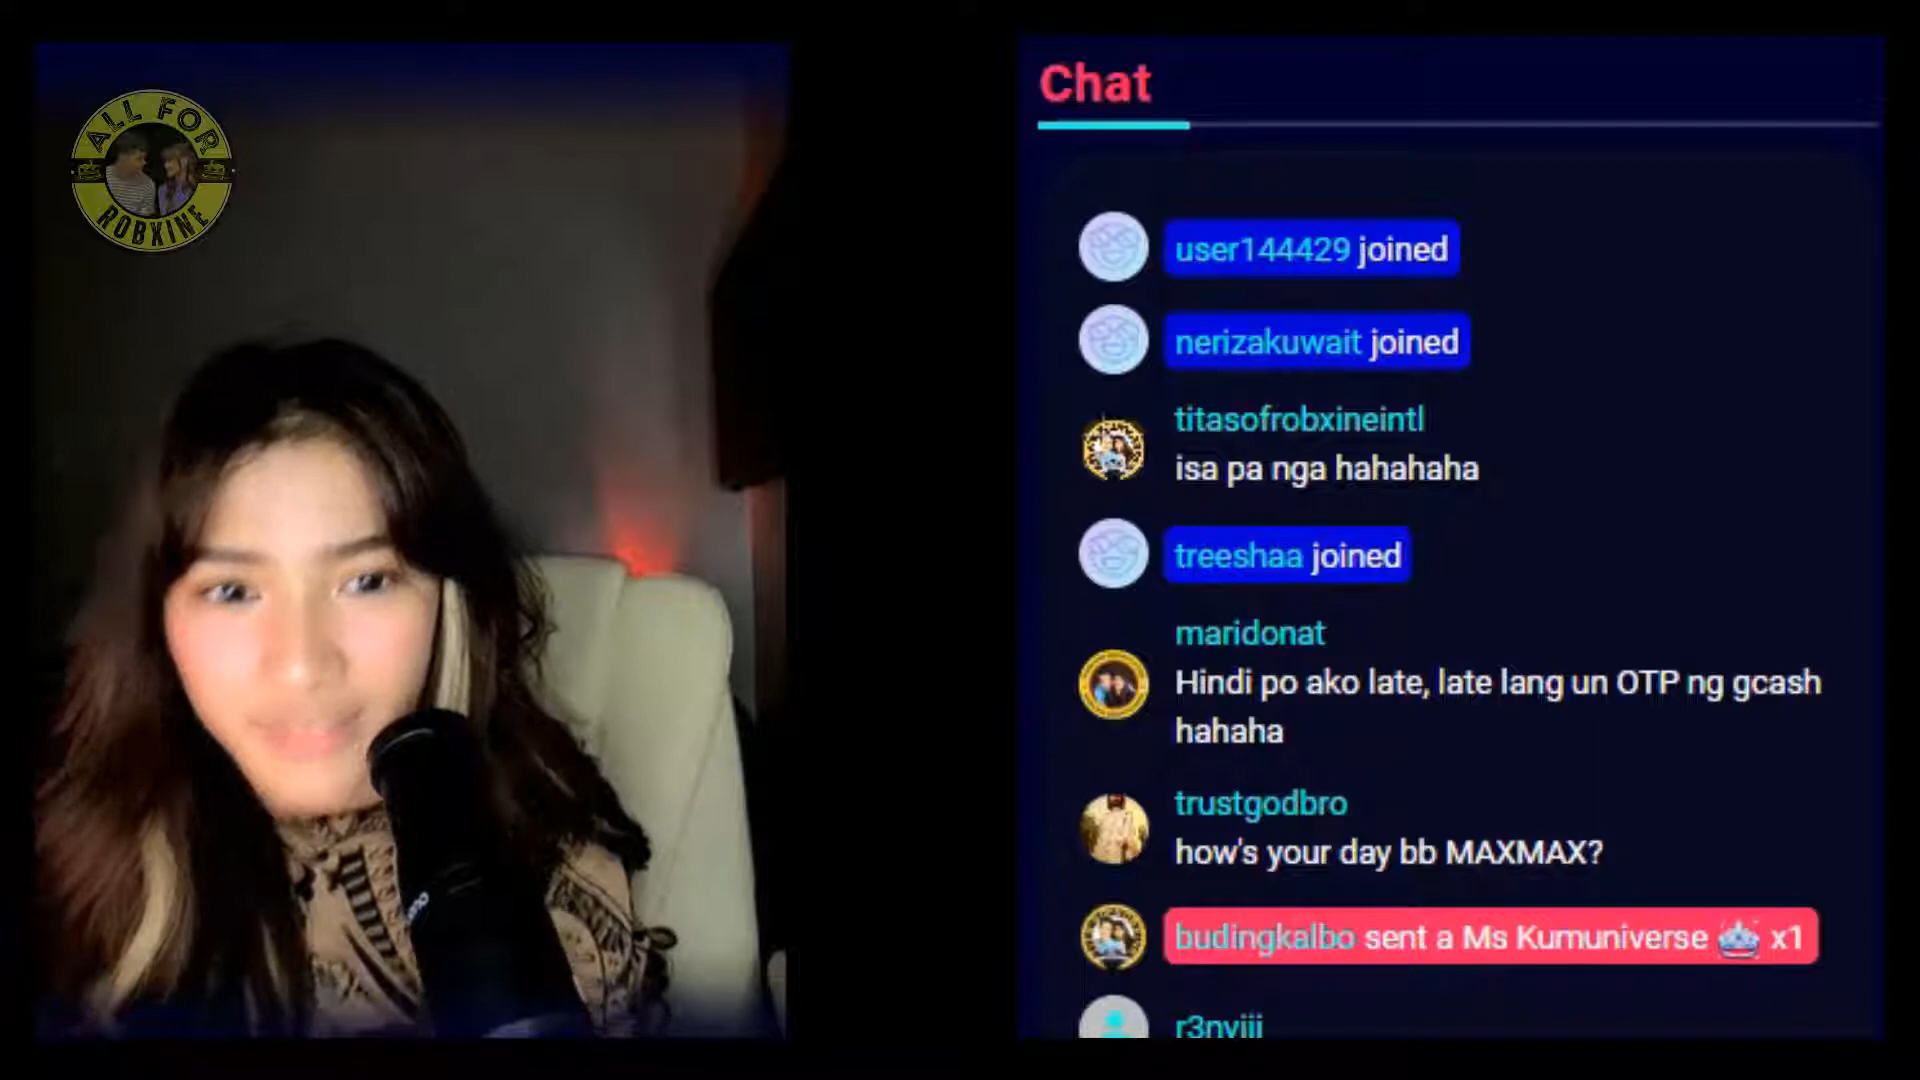 ALL FOR
ROBXINE
Chat
user144429 joined
nerizakuwait joined
titasofrobxineintl
isa pa nga hahahaha
treeshaa joined
maridonat
Hindi po ako late, late lang un OTP ng gcash
hahaha
trustgodbro
how's your day bb MAXMAX?
budingkalbo sent a Ms Kumuniverse x1